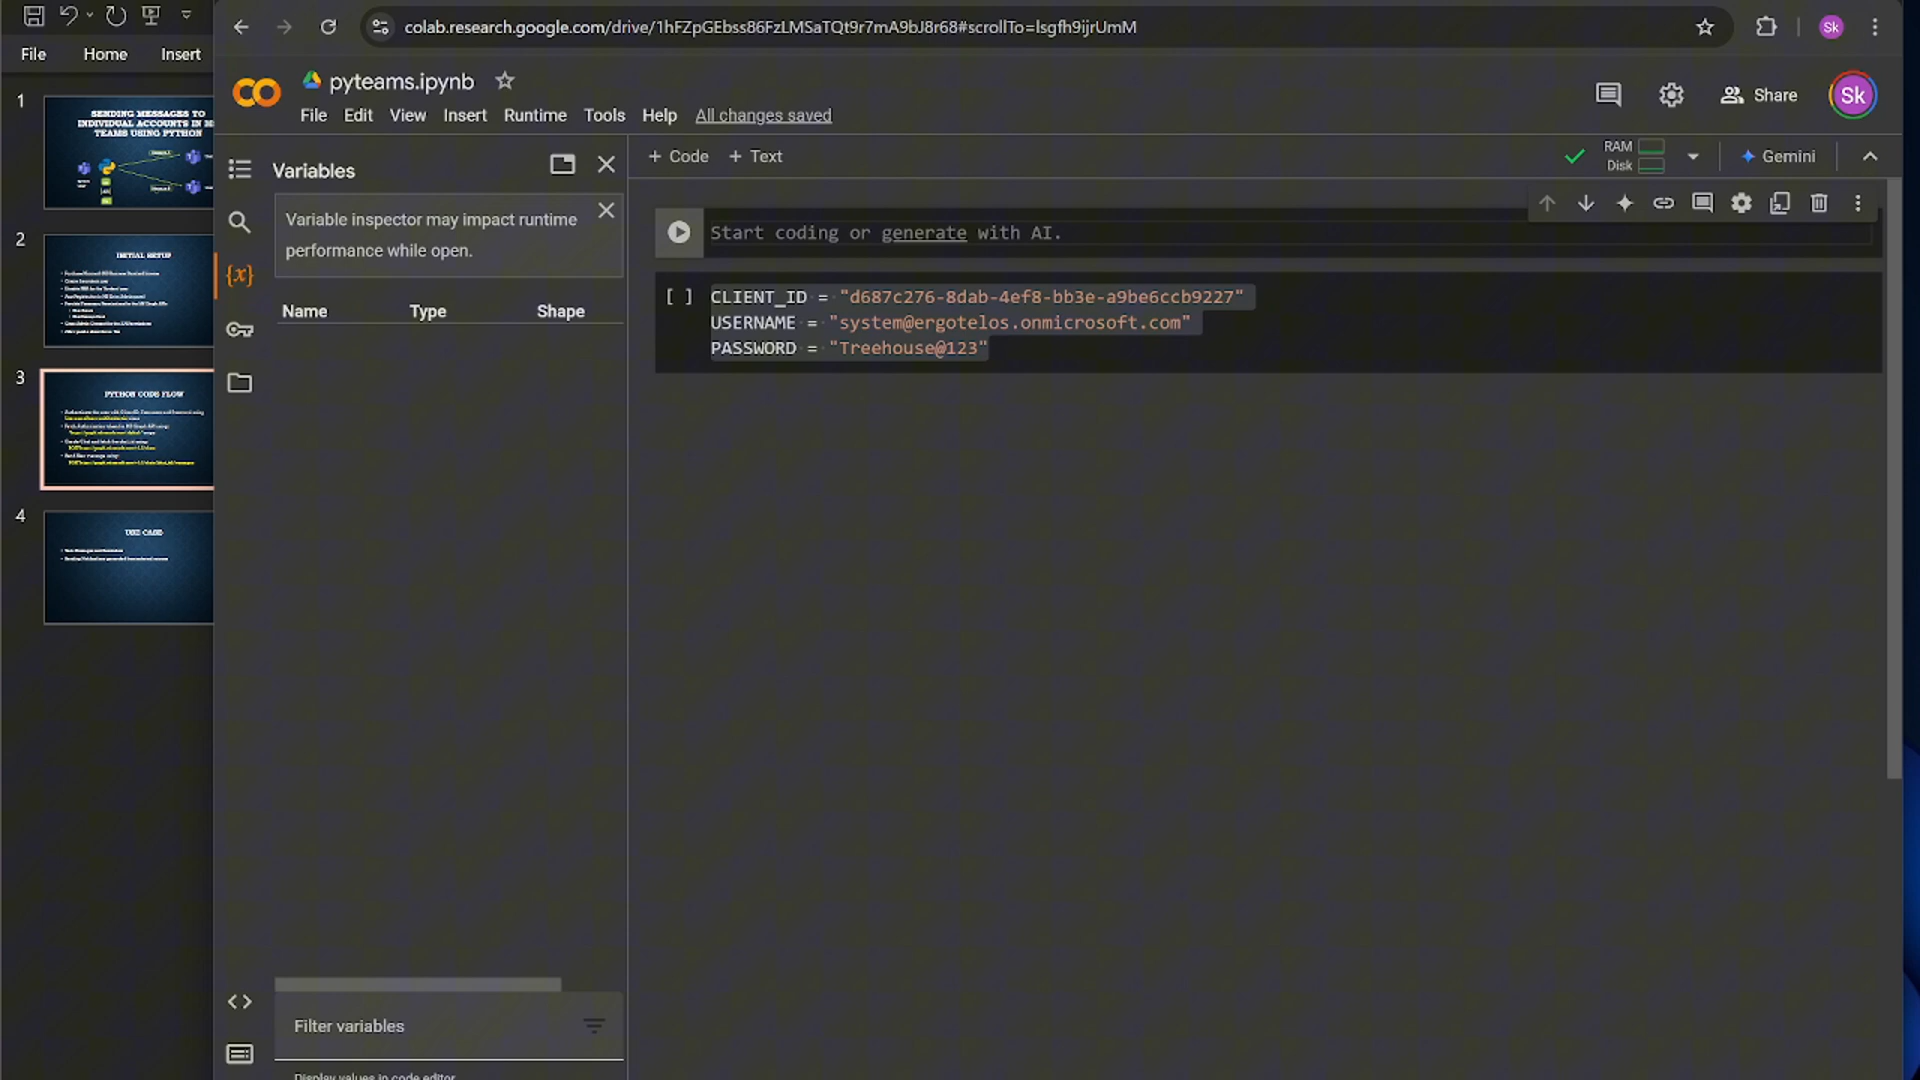 File Home Insert
1
SENDING MESSAGES TO
INDIVIDUAL ACCOUNTS IN
TEAMS USING PYTHON
2
INITIAL SETUP
3
PYTHON CODE FLOW
4
USE CASE
colab.research.google.com/drive/1hFZpGEbss86FzLMSaTQt9r7mA9bJ8r68#scrollTo=lsgfh9ijrUmM
Sk
pyteams.ipynb
File Edit View Insert Runtime Tools Help All changes saved
Share
Sk
Variables
Variable inspector may impact runtime
performance while open.
Name Type Shape
+ Code + Text
RAM
Disk
Gemini
Start coding or generate with AI.
[ ] CLIENT_ID = "d687c276-8dab-4ef8-bb3e-a9be6ccb9227"
USERNAME = "system@ergotelos.onmicrosoft.com"
PASSWORD = "Treehouse@123"
Filter variables
Display values in code editor